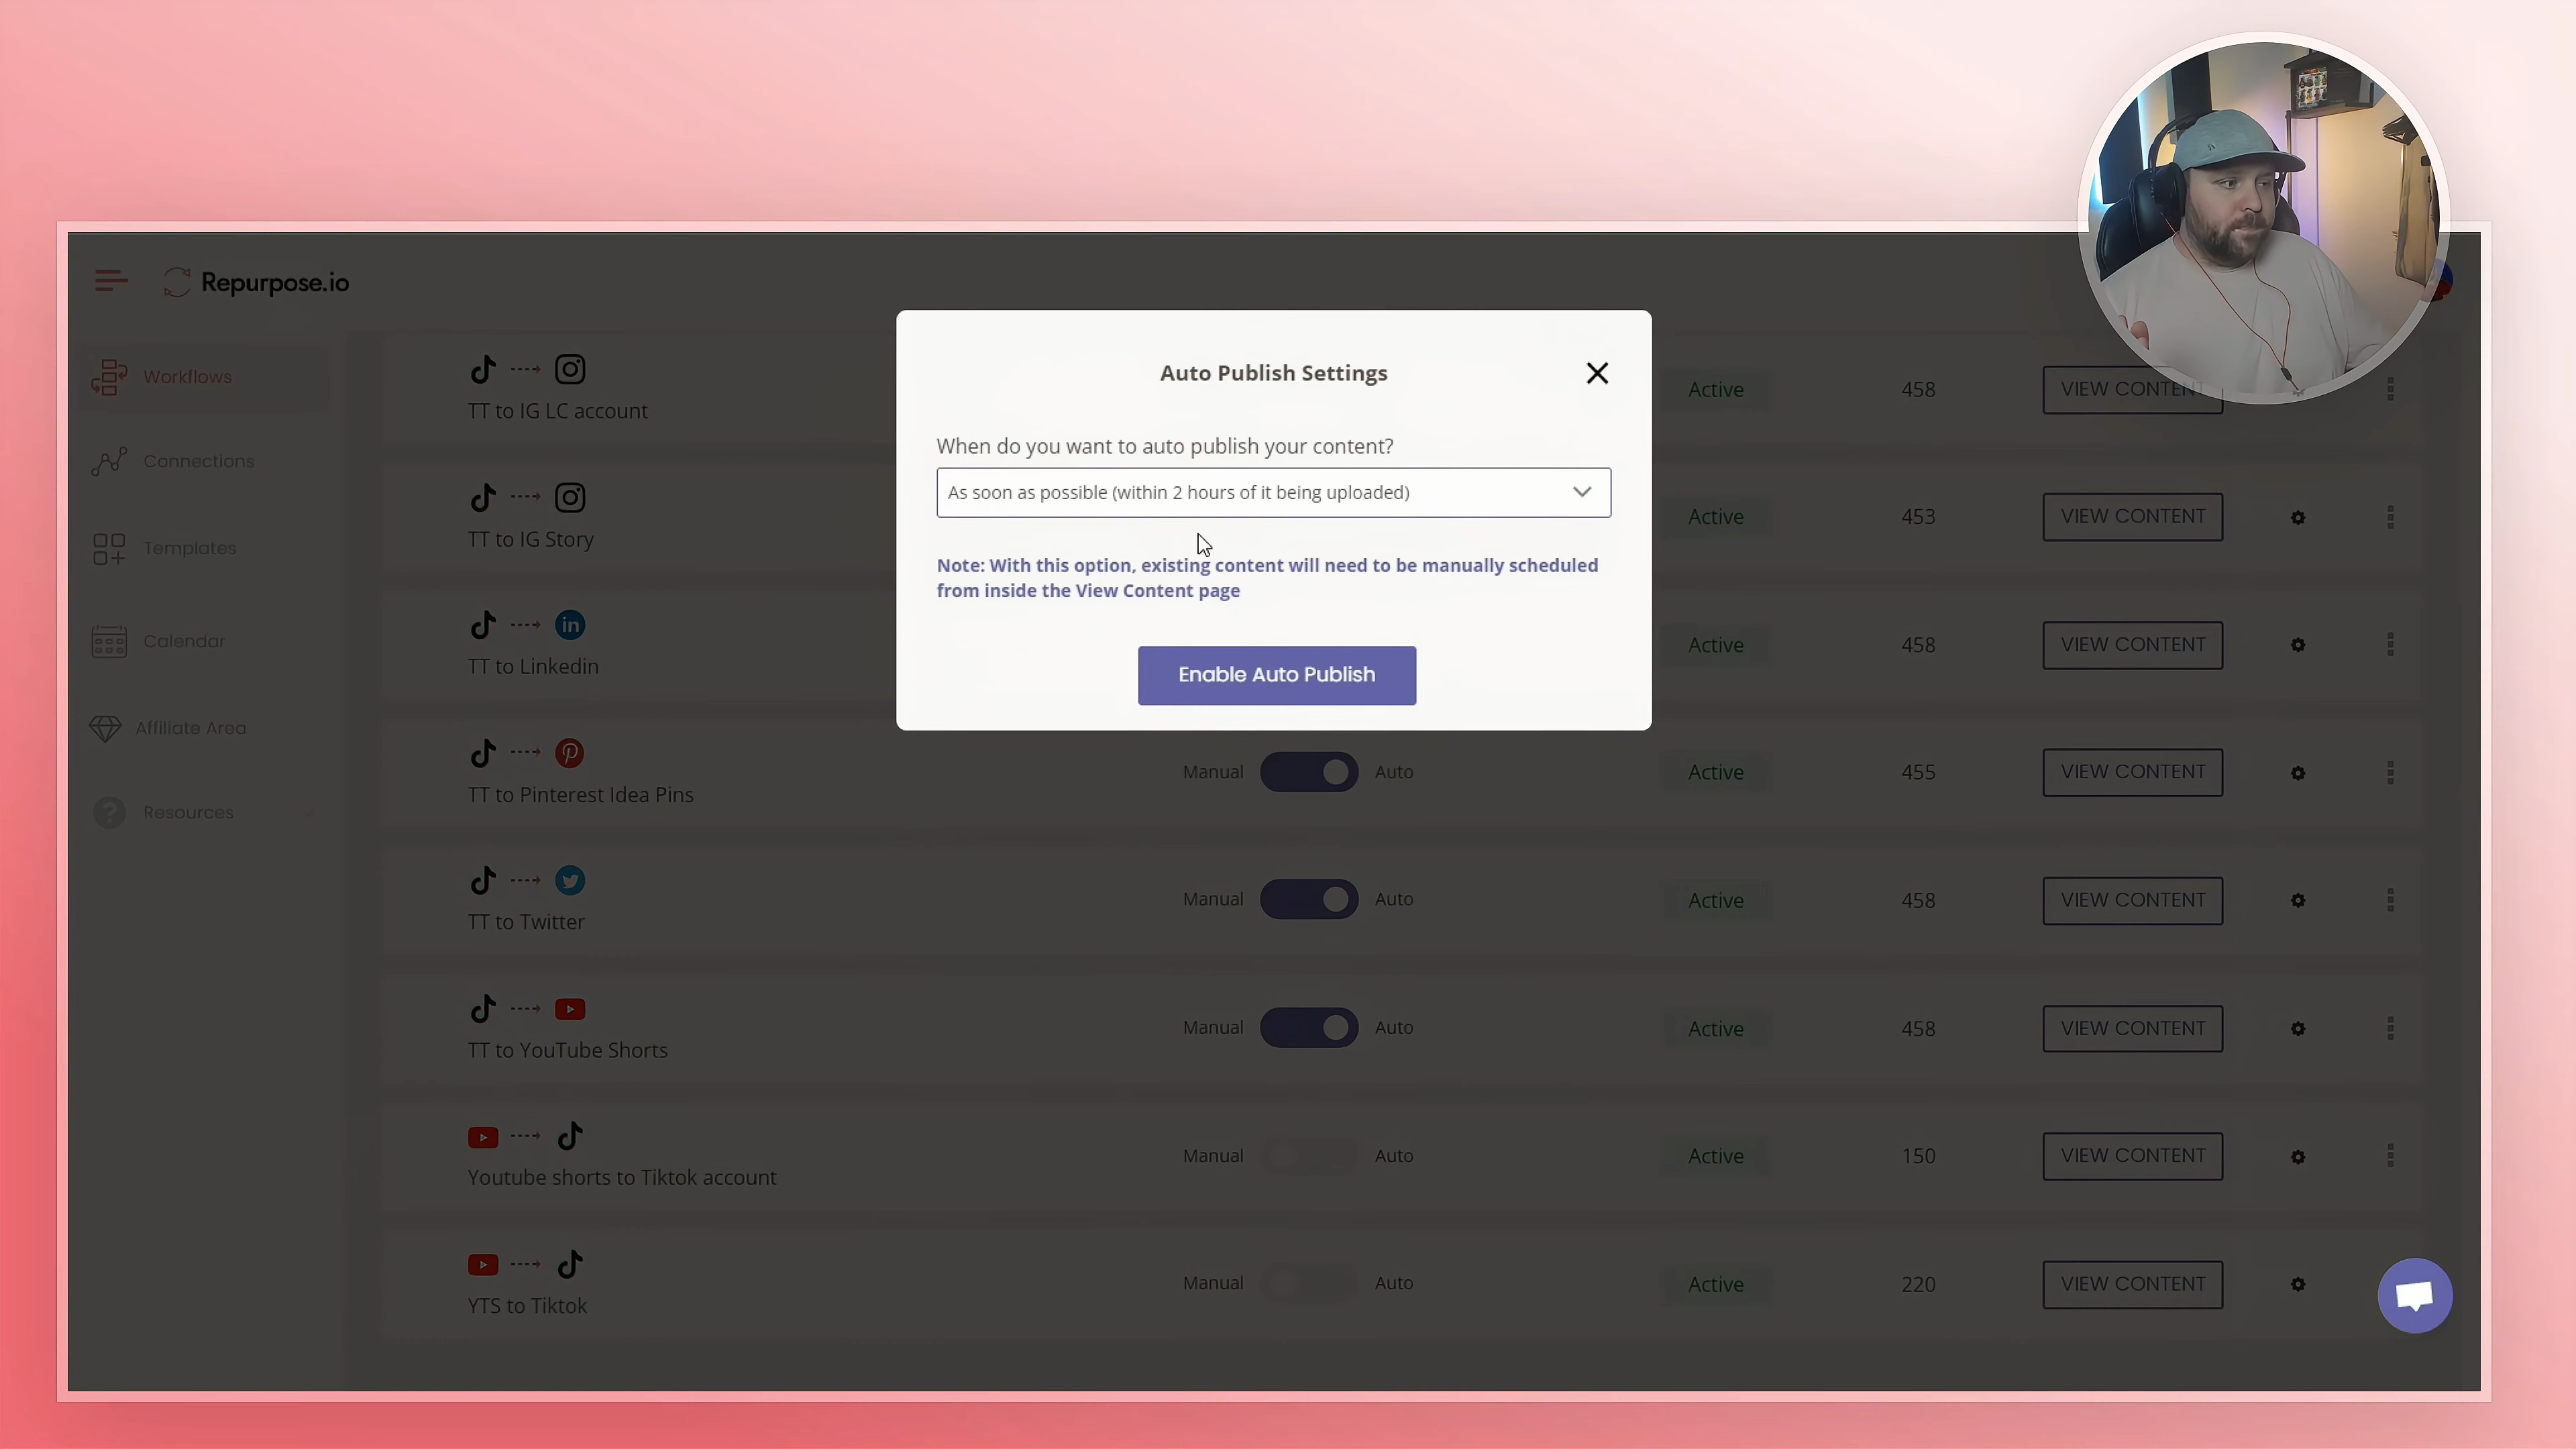 Repurpose.io
Workflows
Connections
Templates
Calendar
Affiliate Area
Resources
Auto Publish Settings
When do you want to auto publish your content?
As soon as possible (within 2 hours of it being uploaded)
Note: With this option, existing content will need to be manually scheduled
from inside the View Content page
Enable Auto Publish
TT to IG LC account
Active
458
VIEW CONTENT
TT to IG Story
Active
453
VIEW CONTENT
TT to Linkedin
Active
458
VIEW CONTENT
TT to Pinterest Idea Pins
Manual
Auto
Active
455
VIEW CONTENT
TT to Twitter
Manual
Auto
Active
458
VIEW CONTENT
TT to YouTube Shorts
Manual
Auto
Active
458
VIEW CONTENT
Youtube shorts to Tiktok account
Manual
Auto
Active
150
VIEW CONTENT
YTS to Tiktok
Manual
Auto
Active
220
VIEW CONTENT